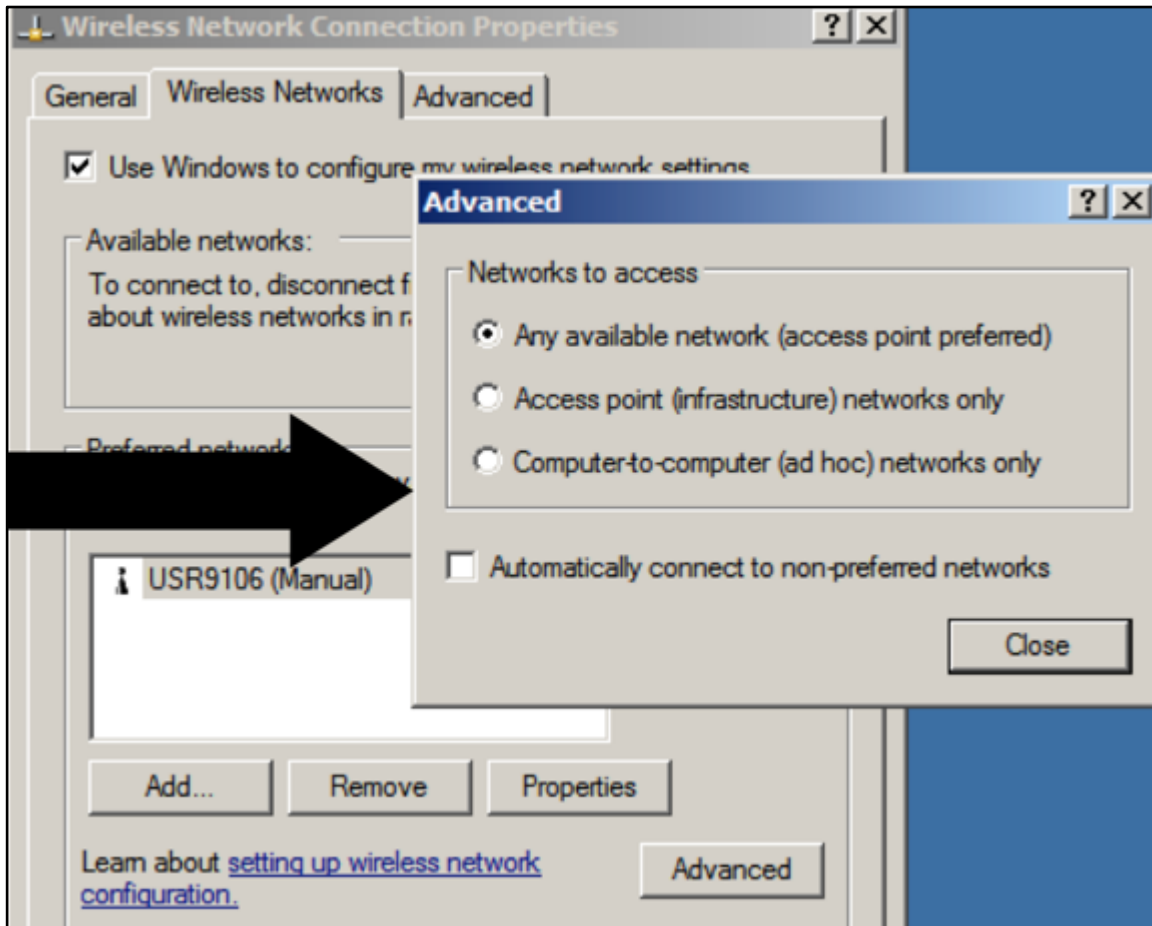 Wireless Network Connection Properties
General Wireless Networks Advanced
Use Windows to configure my wireless network settings
Available networks:
To connect to, disconnect f
about wireless networks in r
Preferred network
USR9106 (Manual)
Add... Remove Properties
Learn about setting up wireless network
configuration.
Advanced
Advanced
Networks to access
Any available network (access point preferred)
Access point (infrastructure) networks only
Computer-to-computer (ad hoc) networks only
Automatically connect to non-preferred networks
Close